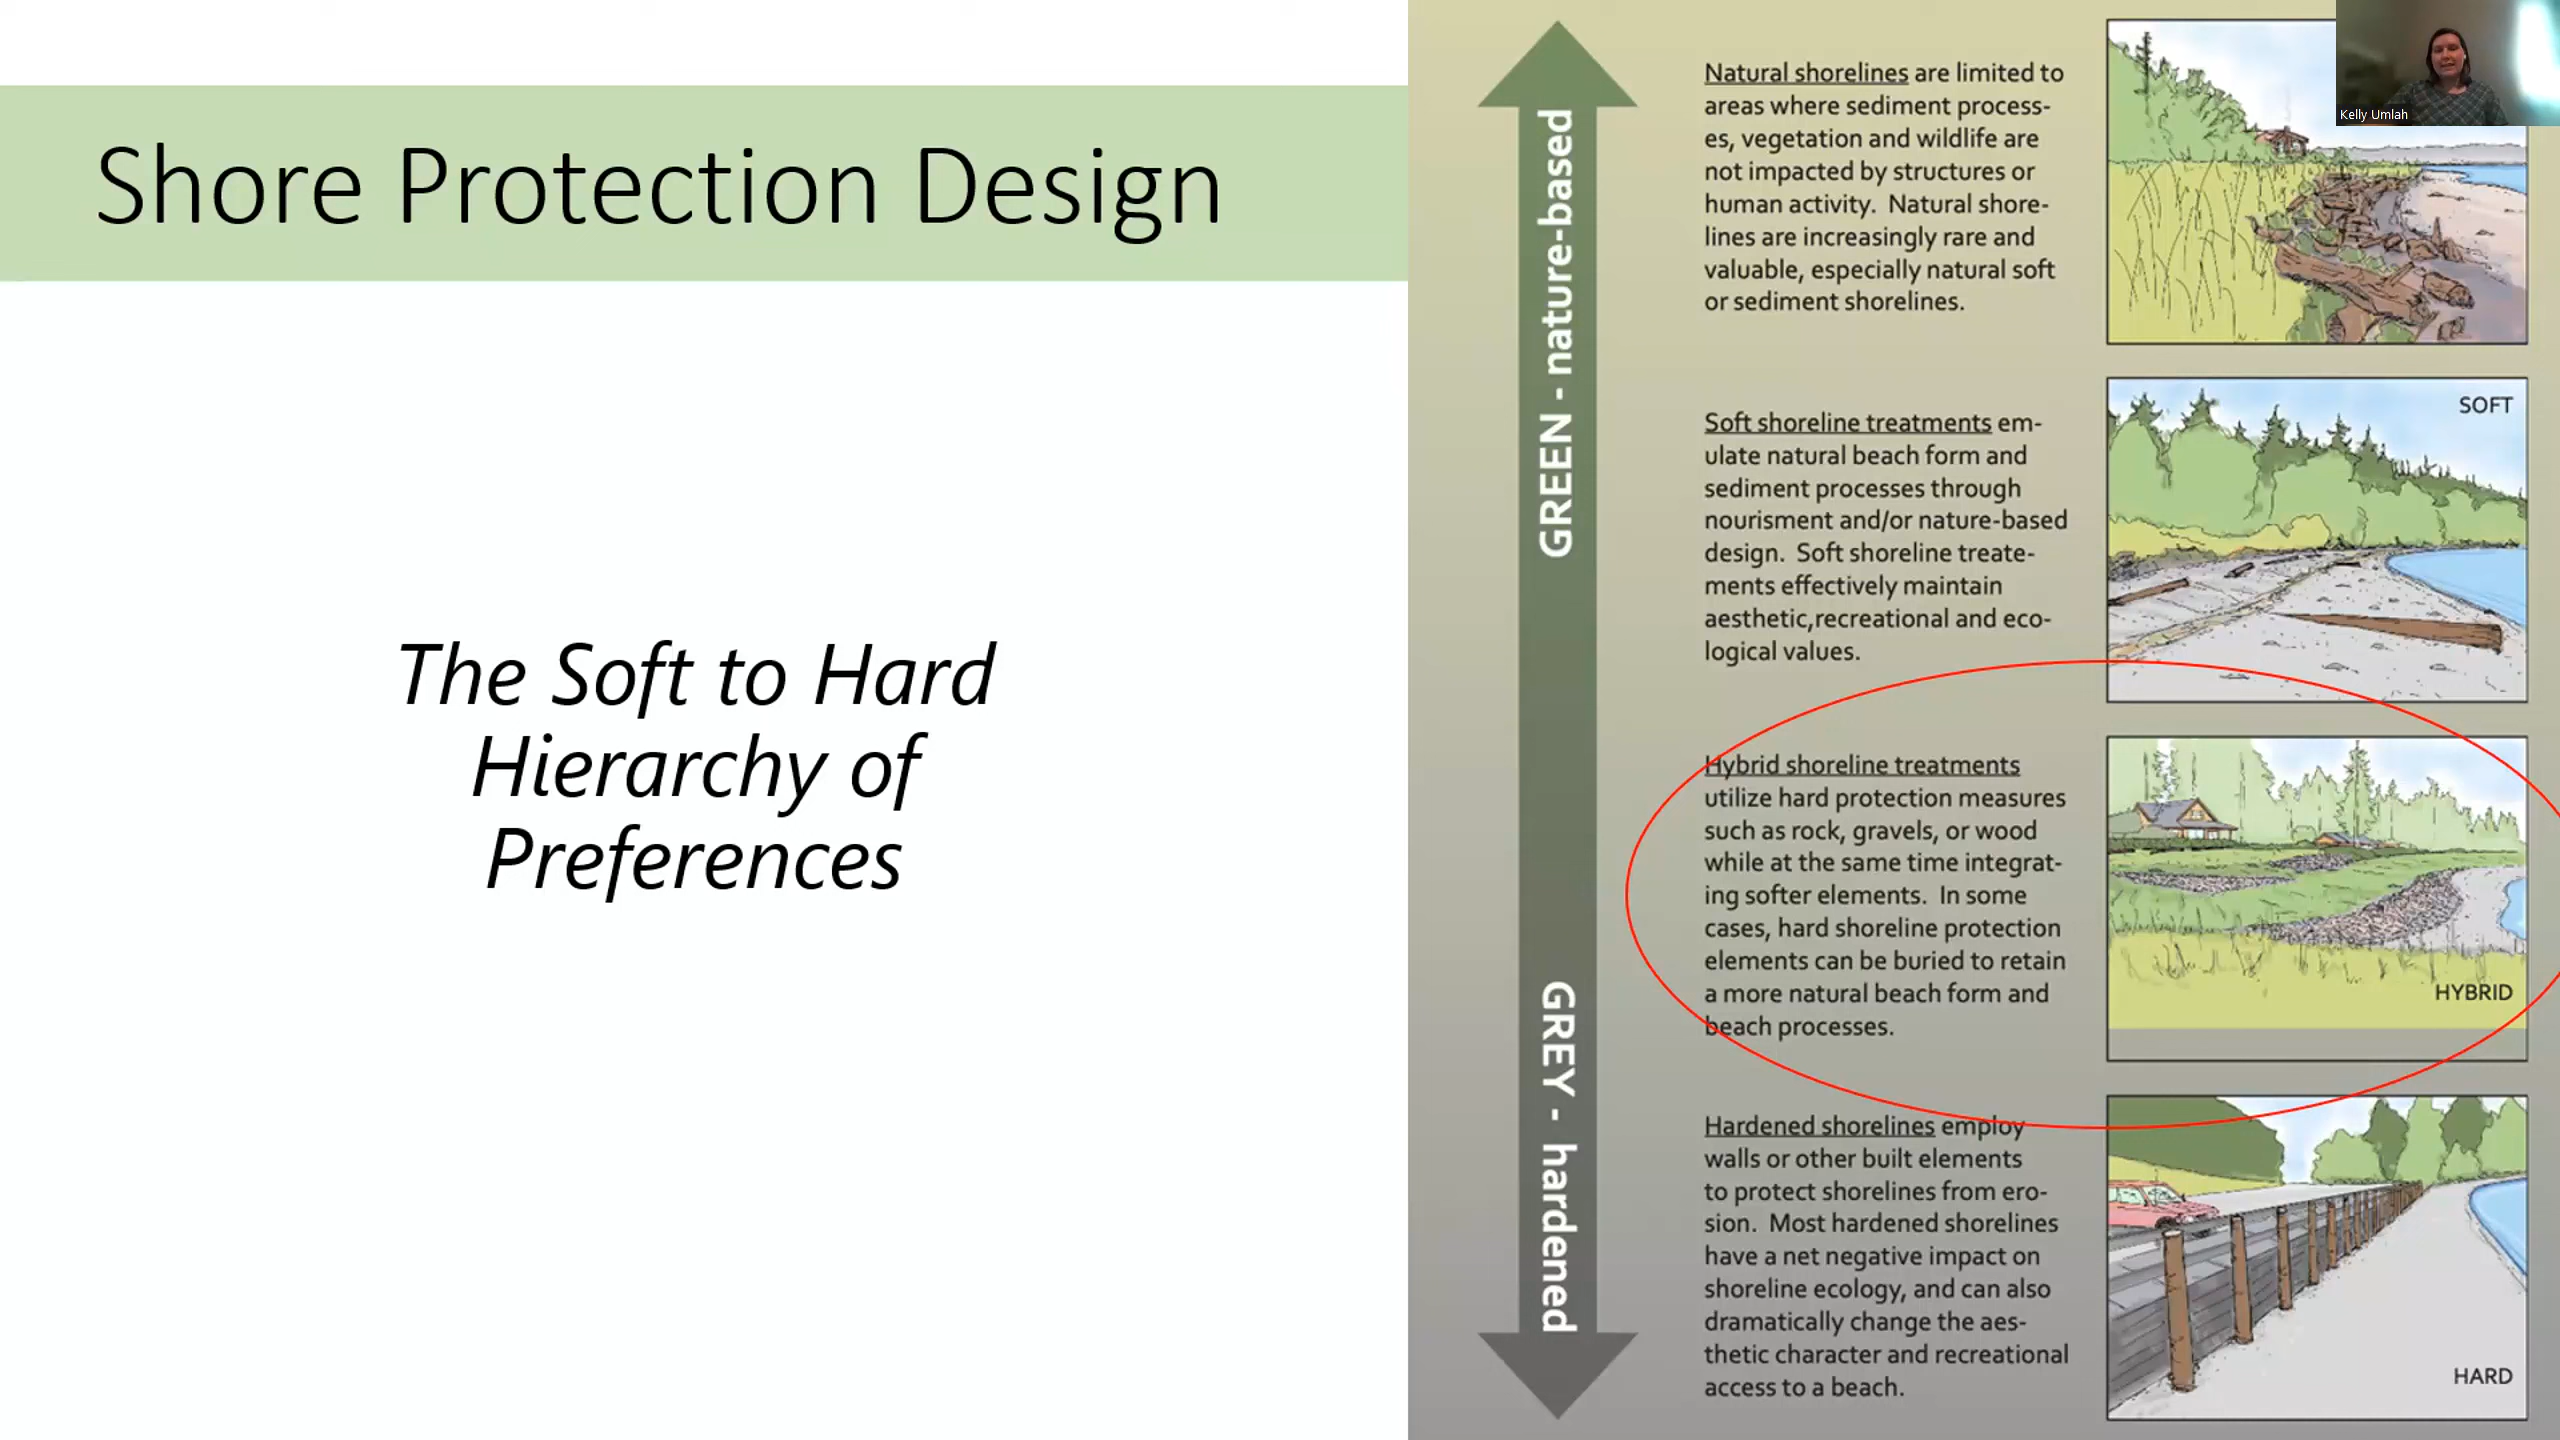 Shore Protection Design
The Soft to Hard
Hierarchy of
Preferences
GREEN - nature-based
GREY - hardened
Natural shorelines are limited to
areas where sediment process-
es, vegetation and wildlife are
not impacted by structures or
human activity.  Natural shore-
lines are increasingly rare and
valuable, especially natural soft
or sediment shorelines.
Kelly Umlah
Soft shoreline treatments em-
ulate natural beach form and
sediment processes through
nourisment and/or nature-based
design.  Soft shoreline treate-
ments effectively maintain
aesthetic,recreational and eco-
logical values.
SOFT
Hybrid shoreline treatments
utilize hard protection measures
such as rock, gravels, or wood
while at the same time integrat-
ing softer elements.  In some
cases, hard shoreline protection
elements can be buried to retain
a more natural beach form and
beach processes.
HYBRID
Hardened shorelines employ
walls or other built elements
to protect shorelines from ero-
sion.  Most hardened shorelines
have a net negative impact on
shoreline ecology, and can also
dramatically change the aes-
thetic character and recreational
access to a beach.
HARD